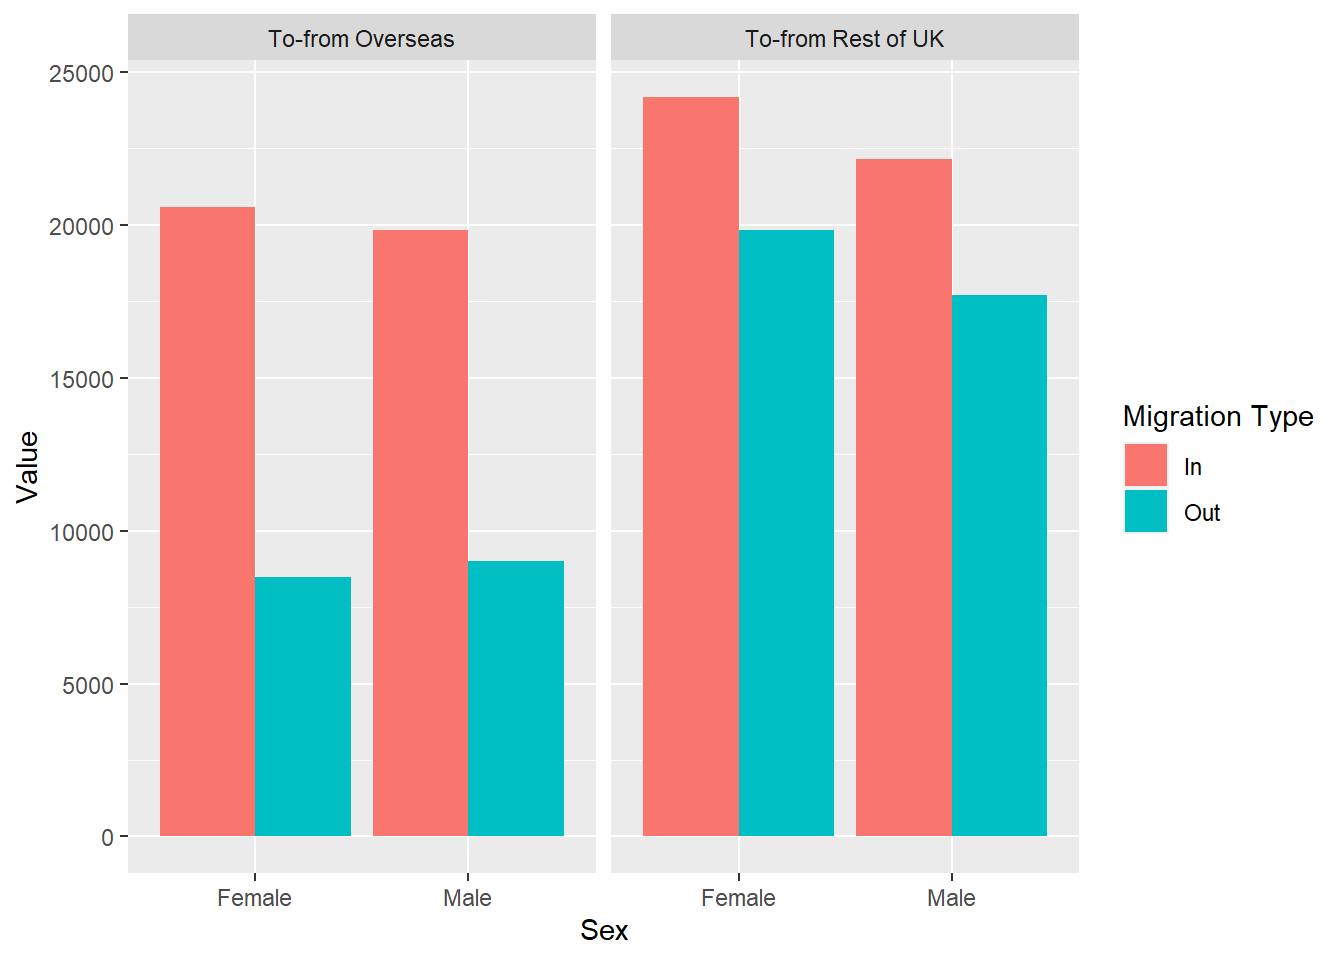 To-from Overseas
To-from Rest of UK
25000
20000
15000
10000
5000
0
Value
Female
Male
Female
Male
Sex
Migration Type
In
Out